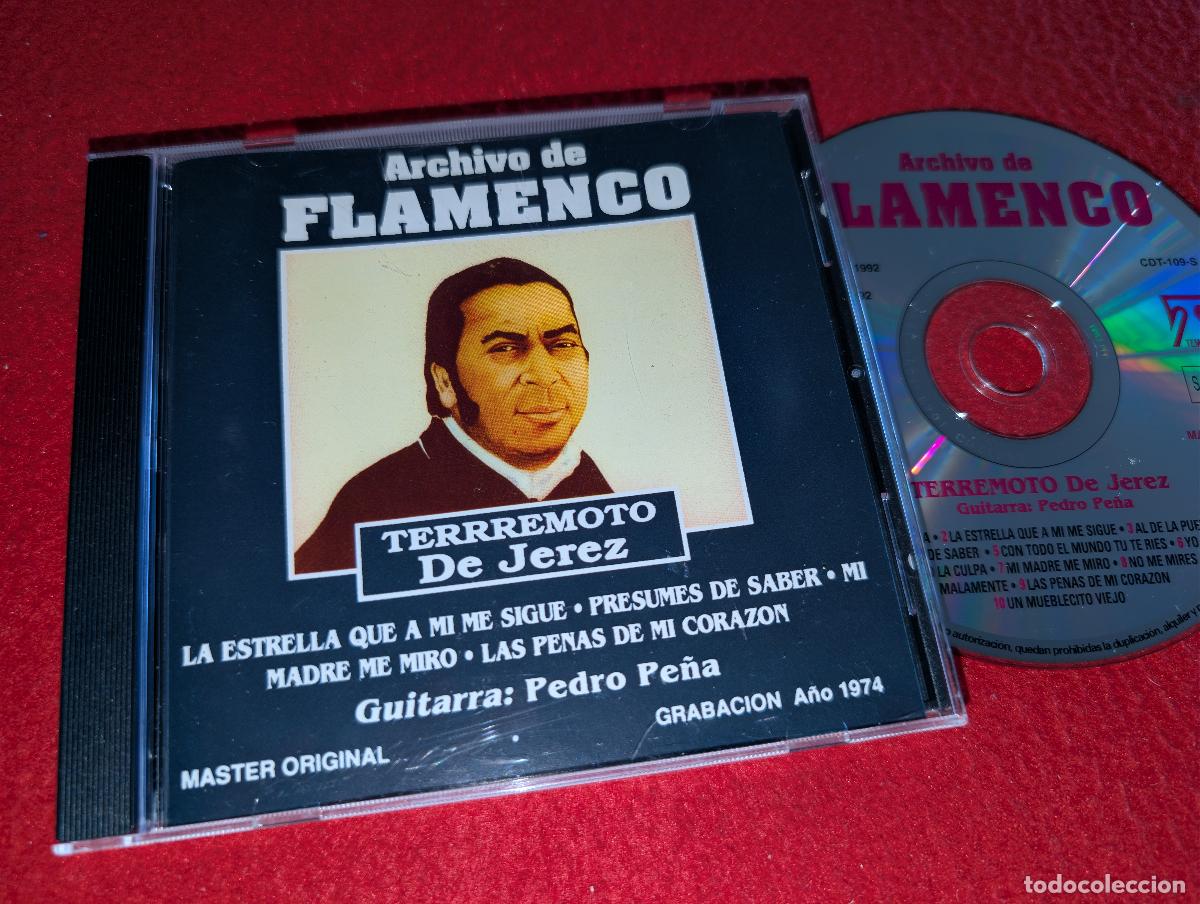 Archivo de
FLAMENCO
TERRREMOTO
De Jerez
LA ESTRELLA QUE A MI ME SIGUE • PRESUMES DE SABER • MI
MADRE ME MIRO • LAS PENAS DE MI CORAZON
Guitarra: Pedro Peña
GRABACION Año 1974
MASTER ORIGINAL
Archivo de
LAMENCO
1992
CDT-109-S
TERREMOTO De Jerez
Guitarra: Pedro Peña
• 2 LA ESTRELLA QUE A MI ME SIGUE • 3 AL DE LA PUE
DE SABER • 5 CON TODO EL MUNDO TU TE RIES • 6 YO
LA CULPA • 7 MI MADRE ME MIRO • 8 NO ME MIRES
MALAMENTE • 9 LAS PENAS DE MI CORAZON
10 UN MUEBLECITO VIEJO
autorizacion, quedan prohibidas la duplicación, alquiler y
todocoleccion